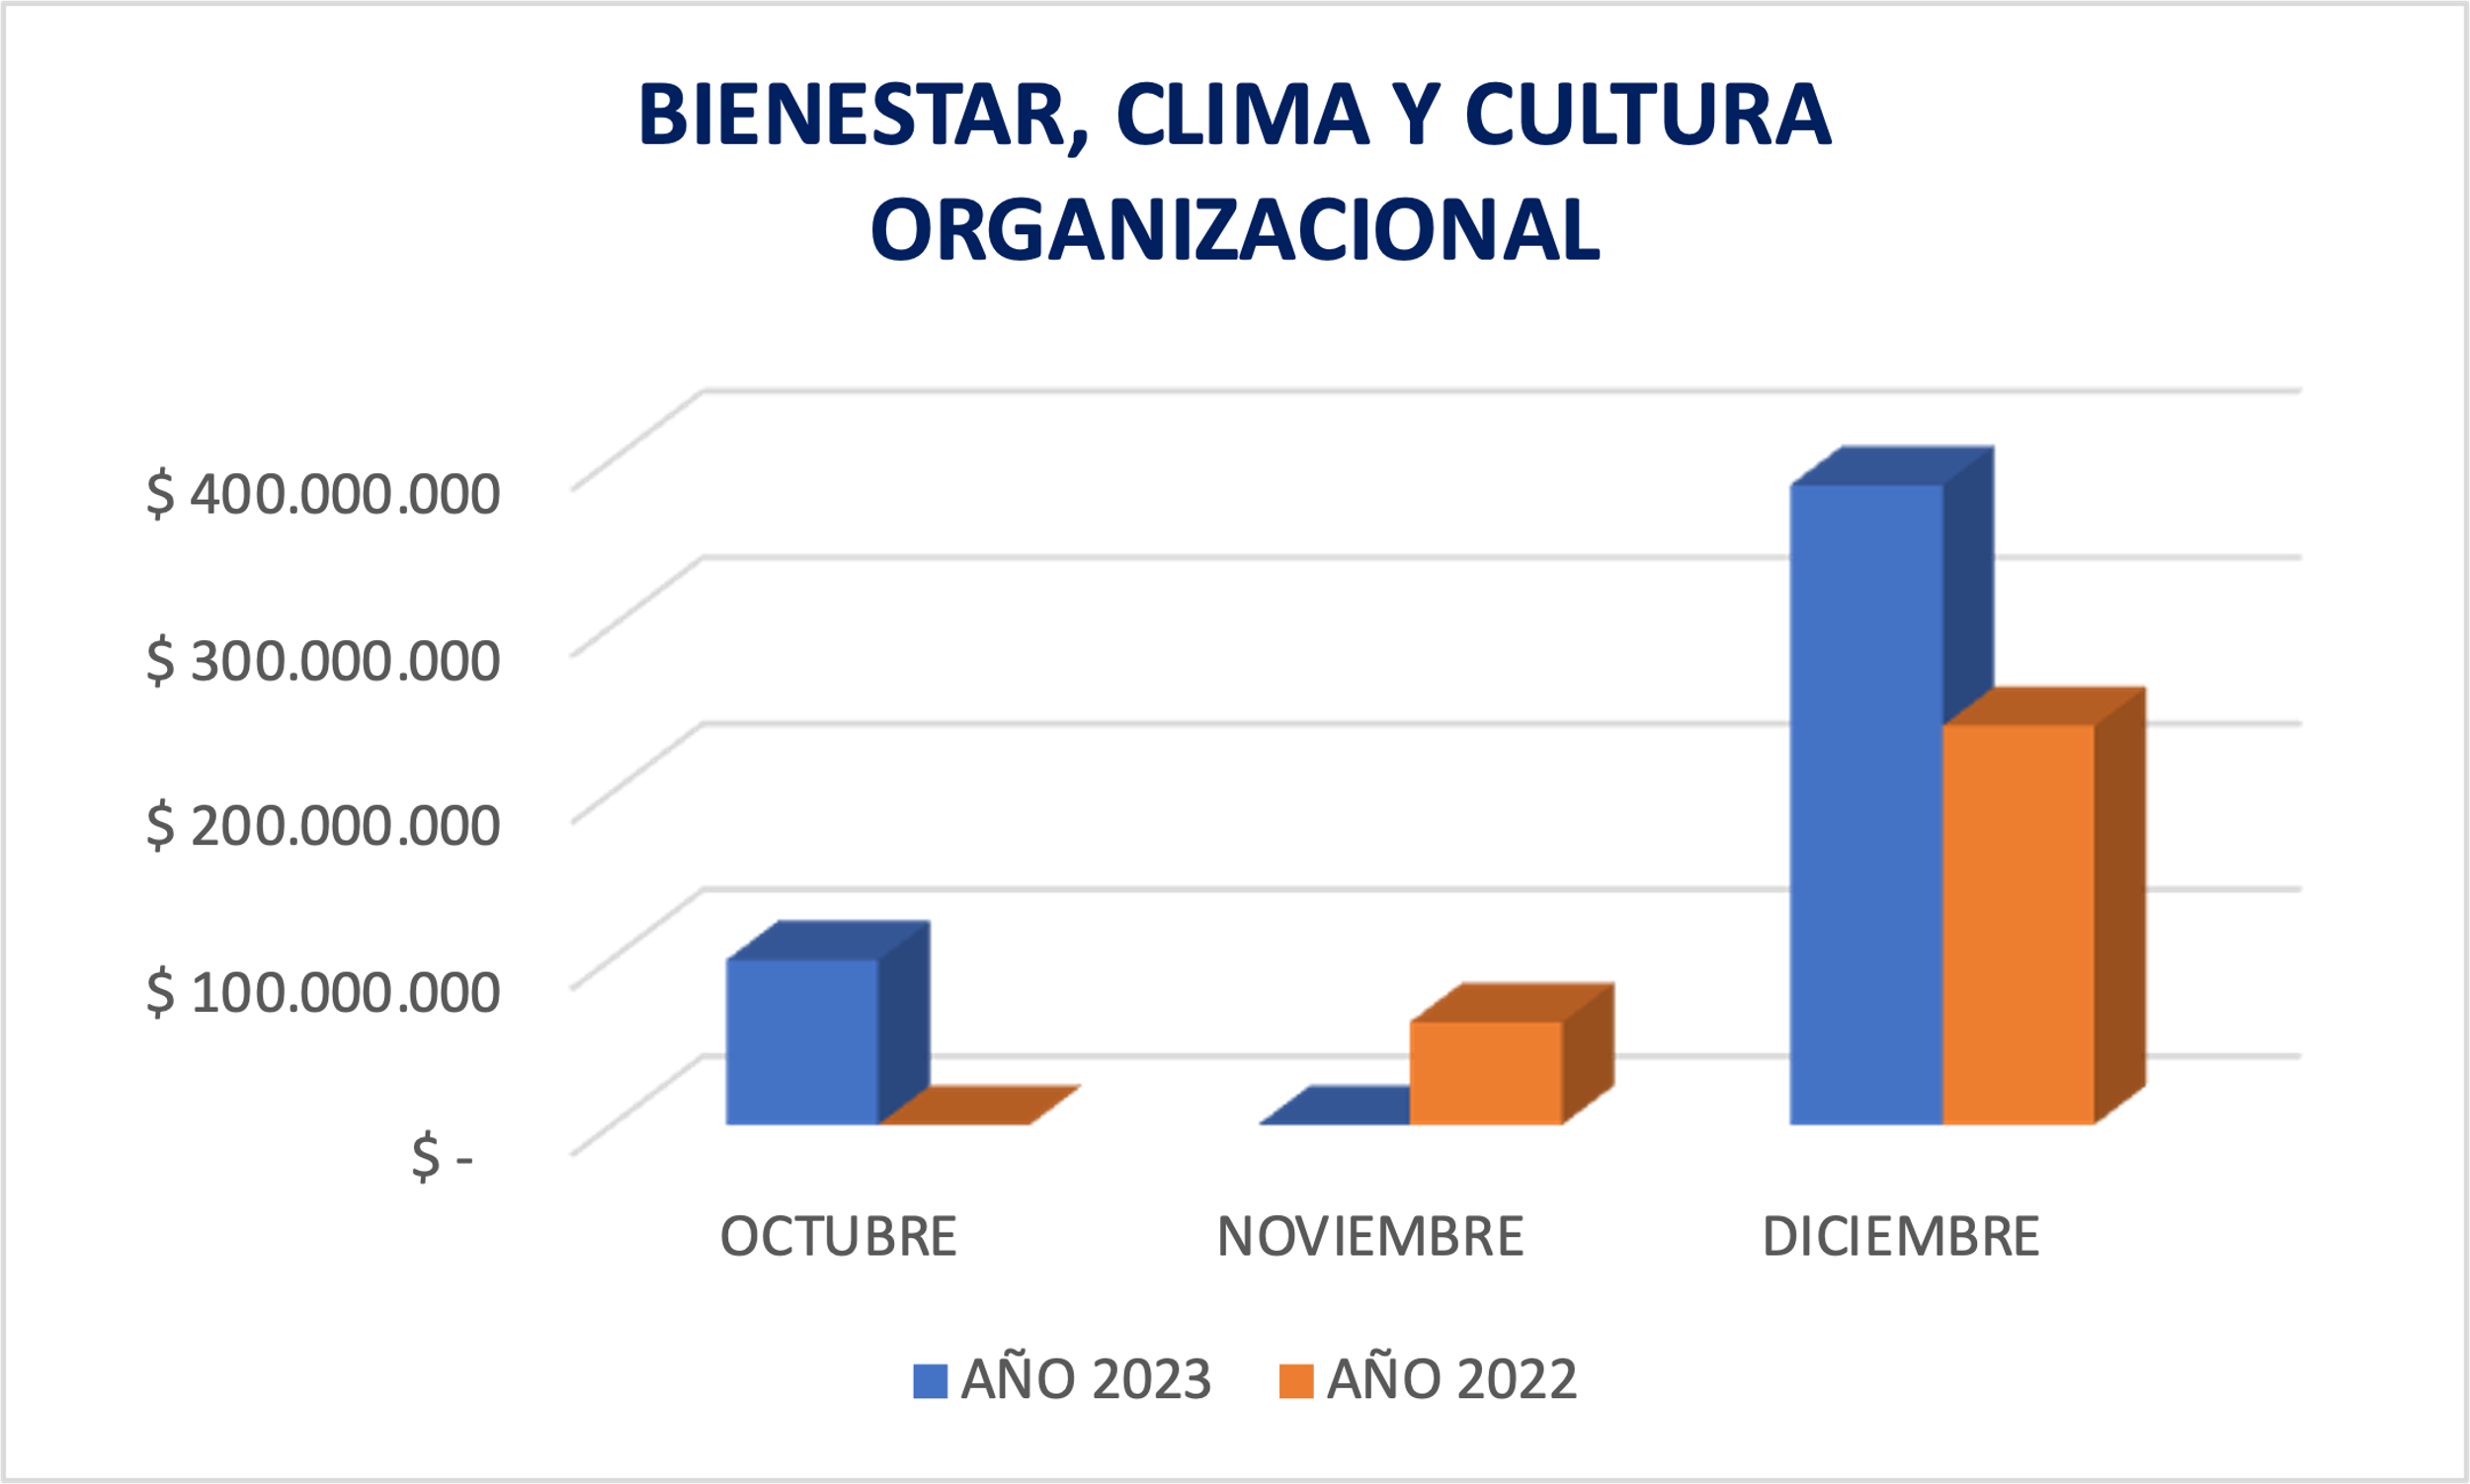 BIENESTAR, CLIMA Y CULTURA
ORGANIZACIONAL
$ 400.000.000
$ 300.000.000
$ 200.000.000
$ 100.000.000
$ -
OCTUBRE NOVIEMBRE DICIEMBRE
AÑO 2023 AÑO 2022